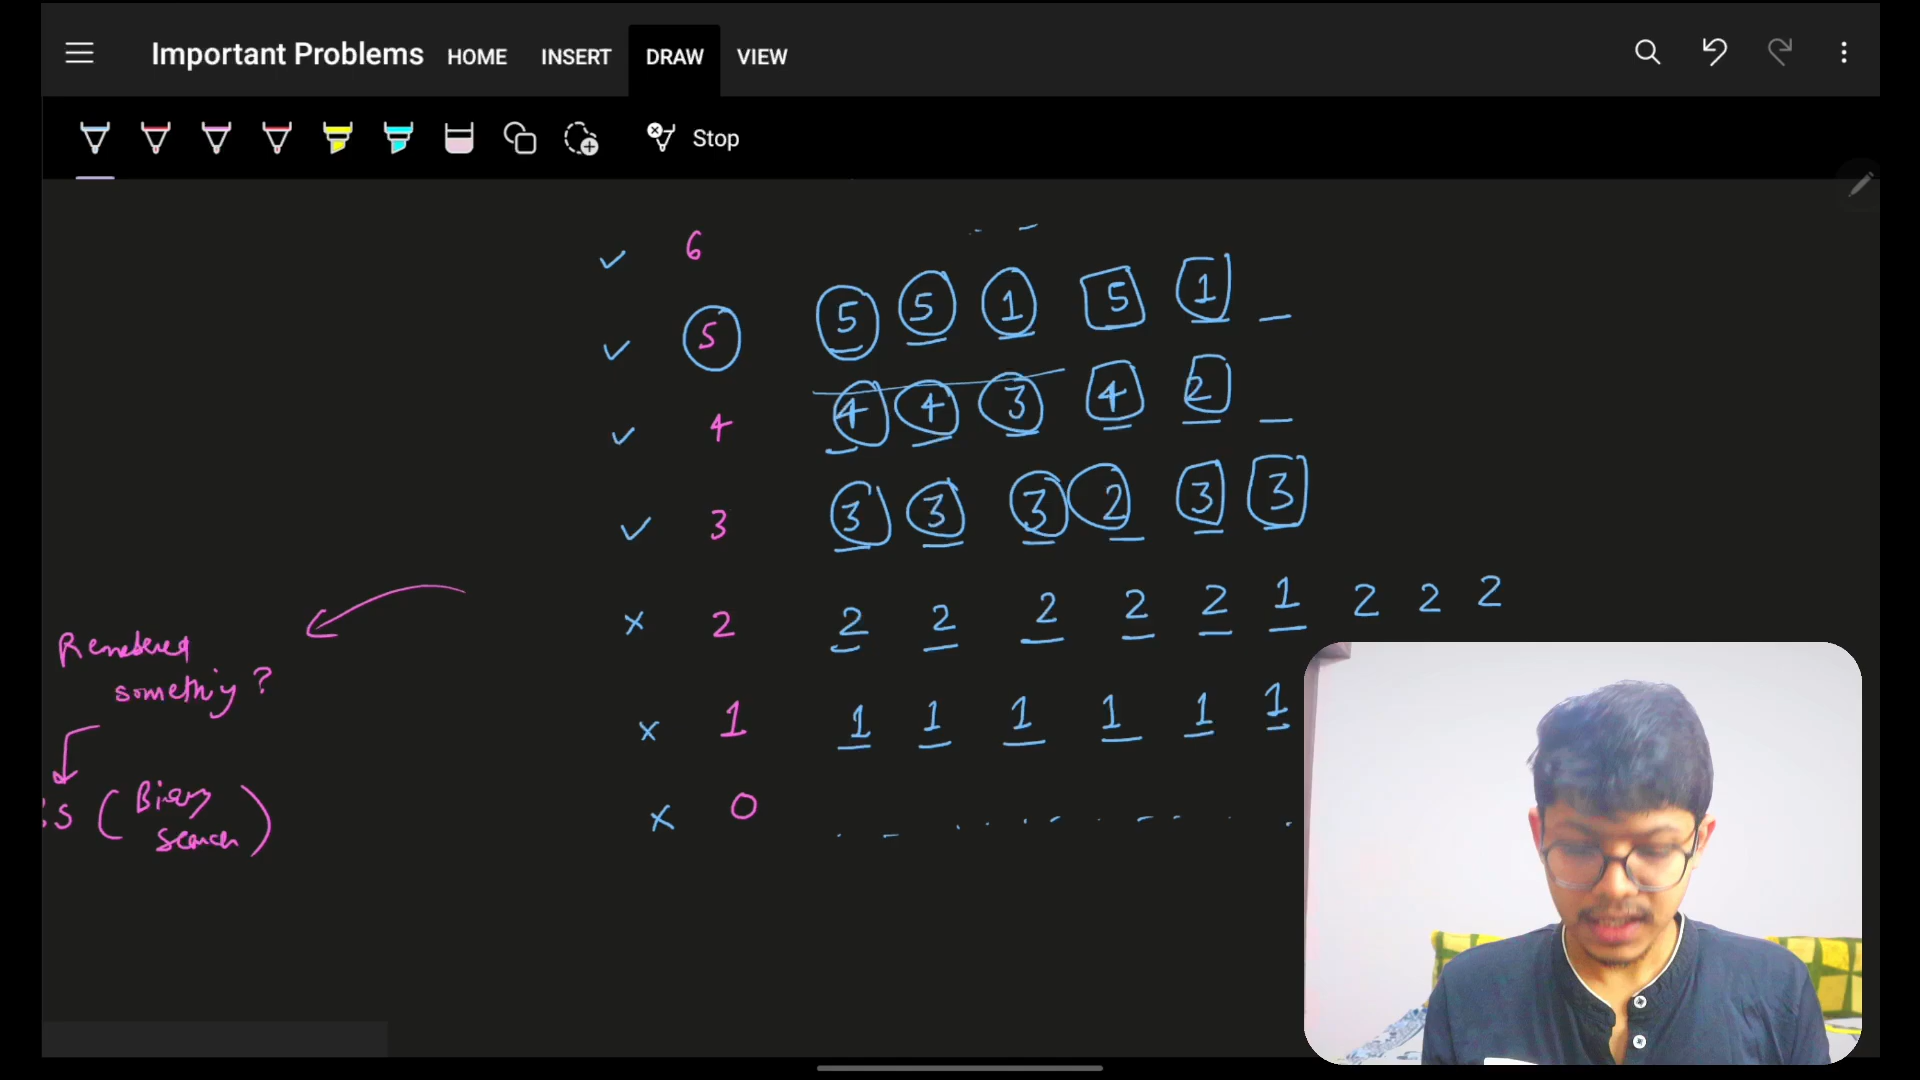 Important Problems HOME INSERT DRAW VIEW
Stop
✓ 6
✓ 5 5 5 1 5 1 _
✓ 4 4 4 3 4 2 _
✓ 3 3 3 3 2 3 3
x 2 2 2 2 2 2 1 2 2 2
x 1 1 1 1 1 1 1
x 0
something?
(Binary
search)